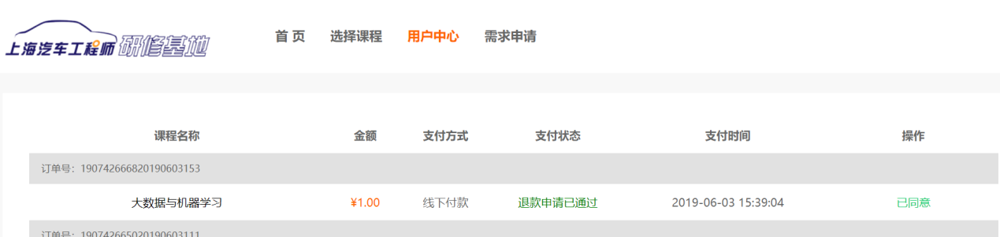 上海汽车工程师研修基地
首 页 选择课程 用户中心 需求申请
课程名称 金额 支付方式 支付状态 支付时间 操作
订单号：190742666820190603153
大数据与机器学习 ¥1.00 线下付款 退款申请已通过 2019-06-03 15:39:04 已同意
订单号：190742665020190603111